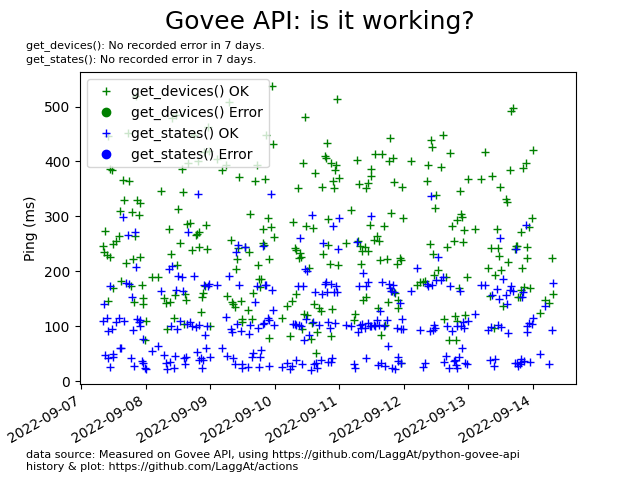 Govee API: is it working?
get_devices(): No recorded error in 7 days.
get_states(): No recorded error in 7 days.
get_devices() OK
get_devices() Error
get_states() OK
get_states() Error
Ping (ms)
500
400
300
200
100
0
2022-09-07
2022-09-08
2022-09-09
2022-09-10
2022-09-11
2022-09-12
2022-09-13
2022-09-14
data source: Measured on Govee API, using https://github.com/LaggAt/python-govee-api
history & plot: https://github.com/LaggAt/actions